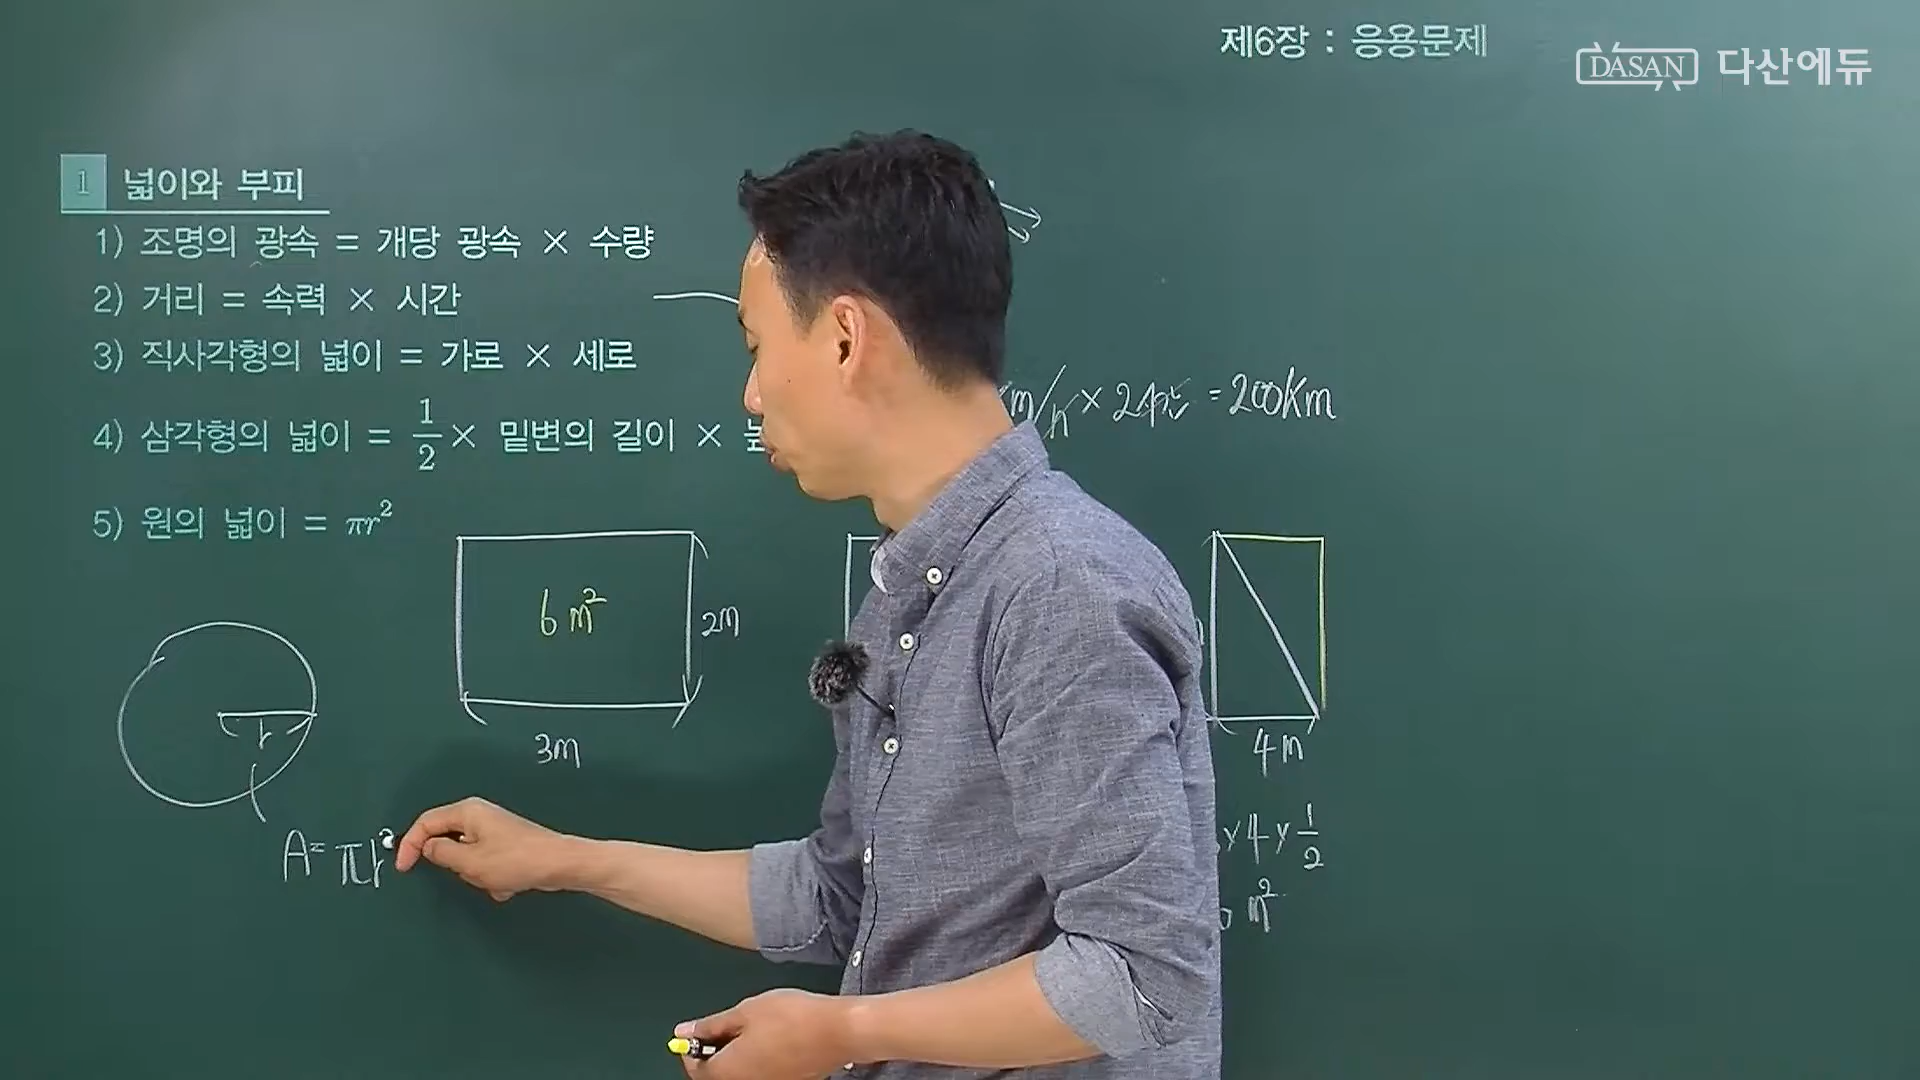 제6장 : 응용문제
DASAN 다산에듀
1 넓이와 부피
1) 조명의 광속 = 개당 광속 × 수량
2) 거리 = 속력 × 시간
3) 직사각형의 넓이 = 가로 × 세로
4) 삼각형의 넓이 = 1/2 × 밑변의 길이 ×
5) 원의 넓이 = πr²
m/h × 2시간 = 200Km
6 m²
2m
3m
r
A = πr²
4m
×4×1/2
m²